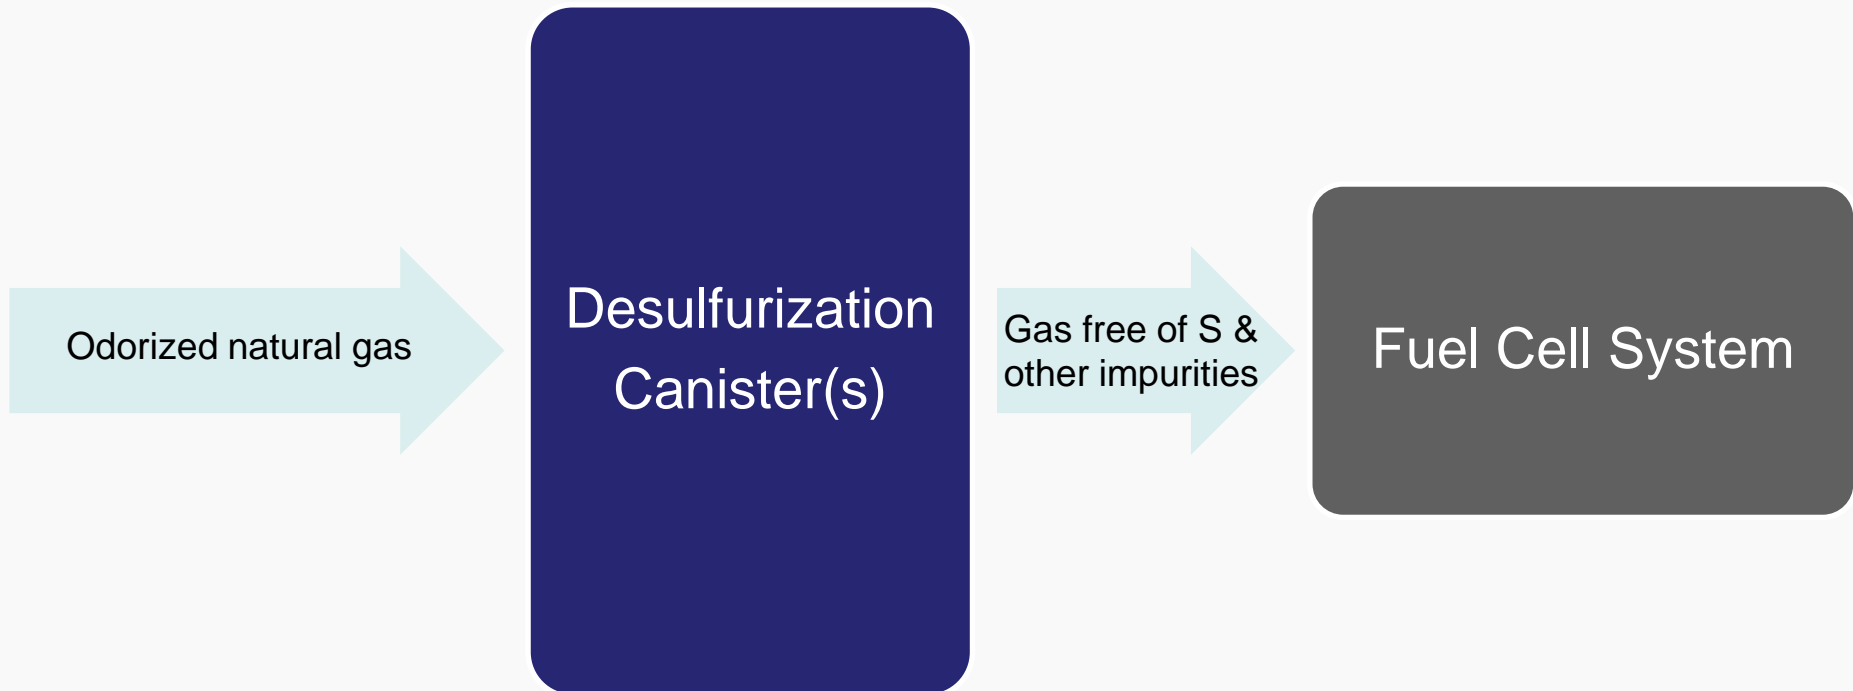 Odorized natural gas
Desulfurization
Canister(s)
Gas free of S &
other impurities
Fuel Cell System